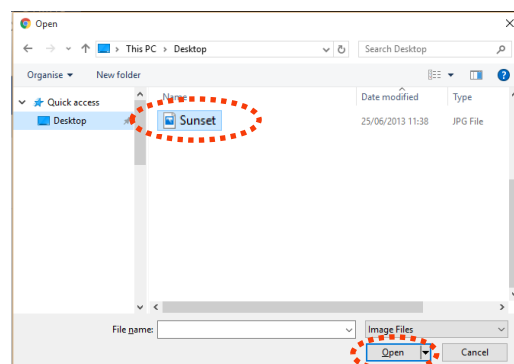 Open
This PC > Desktop
Search Desktop
Organise
New folder
Name
Date modified
Type
Quick access
Desktop
Sunset
25/06/2013 11:38
JPG File
File name:
Image Files
Open
Cancel